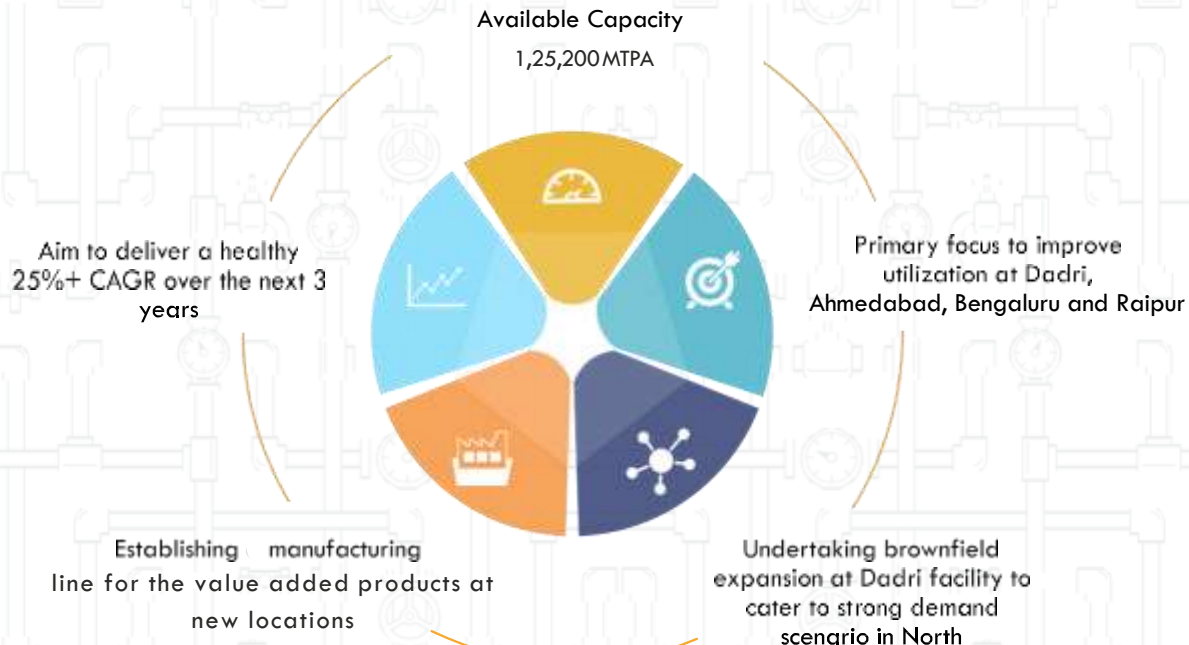 Available Capacity
1,25,200 MTPA
Primary focus to improve
utilization at Dadri,
Ahmedabad, Bengaluru and Raipur
Undertaking brownfield
expansion at Dadri facility to
cater to strong demand
scenario in North
Establishing manufacturing
line for the value added products at
new locations
Aim to deliver a healthy
25%+ CAGR over the next 3
years